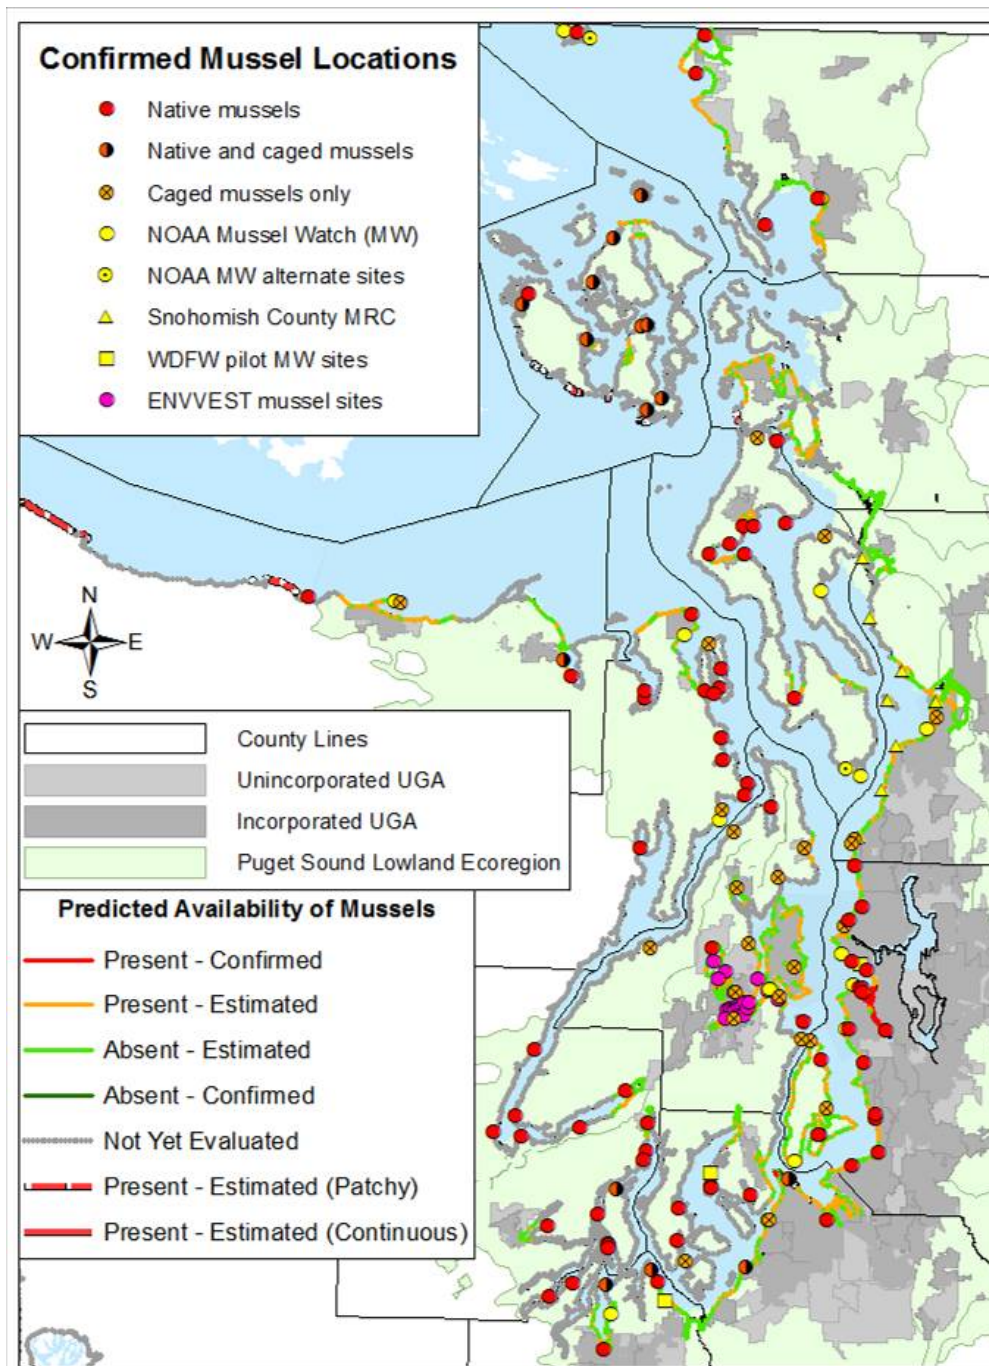 Confirmed Mussel Locations
Native mussels
Native and caged mussels
Caged mussels only
NOAA Mussel Watch (MW)
NOAA MW alternate sites
Snohomish County MRC
WDFW pilot MW sites
ENVVEST mussel sites
N
W E
S
County Lines
Unincorporated UGA
Incorporated UGA
Puget Sound Lowland Ecoregion
Predicted Availability of Mussels
Present - Confirmed
Present - Estimated
Absent - Estimated
Absent - Confirmed
Not Yet Evaluated
Present - Estimated (Patchy)
Present - Estimated (Continuous)